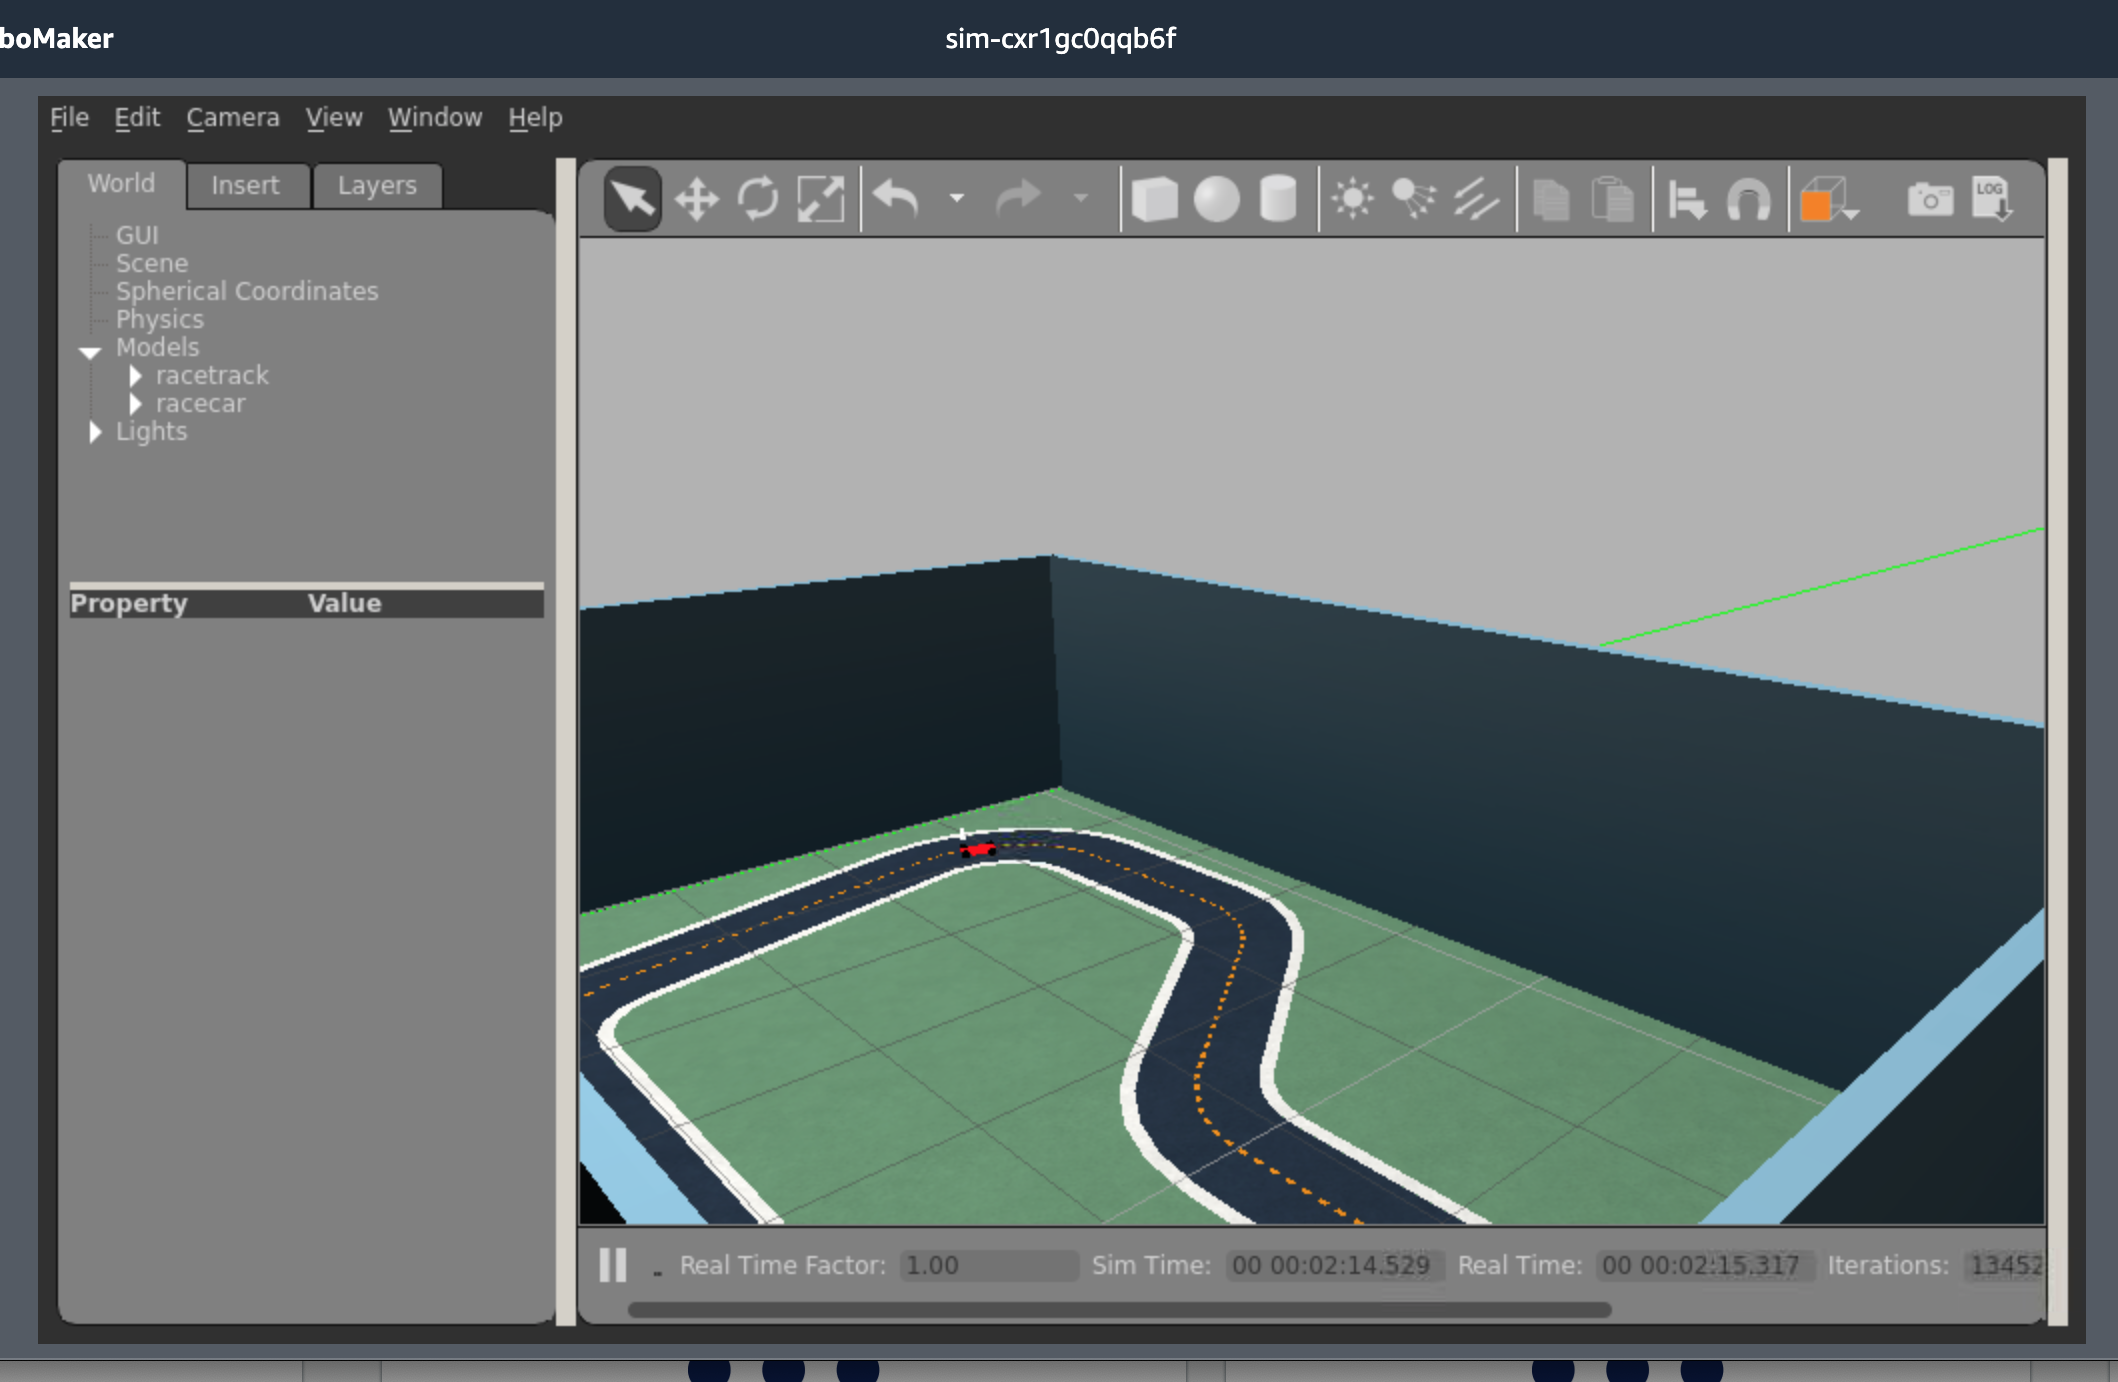 boMaker sim-cxr1gc0qqb6f
File Edit Camera View Window Help
World Insert Layers
LOG
GUI
Scene
Spherical Coordinates
Physics
Models
racetrack
racecar
Lights
Property Value
Real Time Factor: 1.00 Sim Time: 00 00:02:14.529 Real Time: 00 00:02:15.317 Iterations: 13452